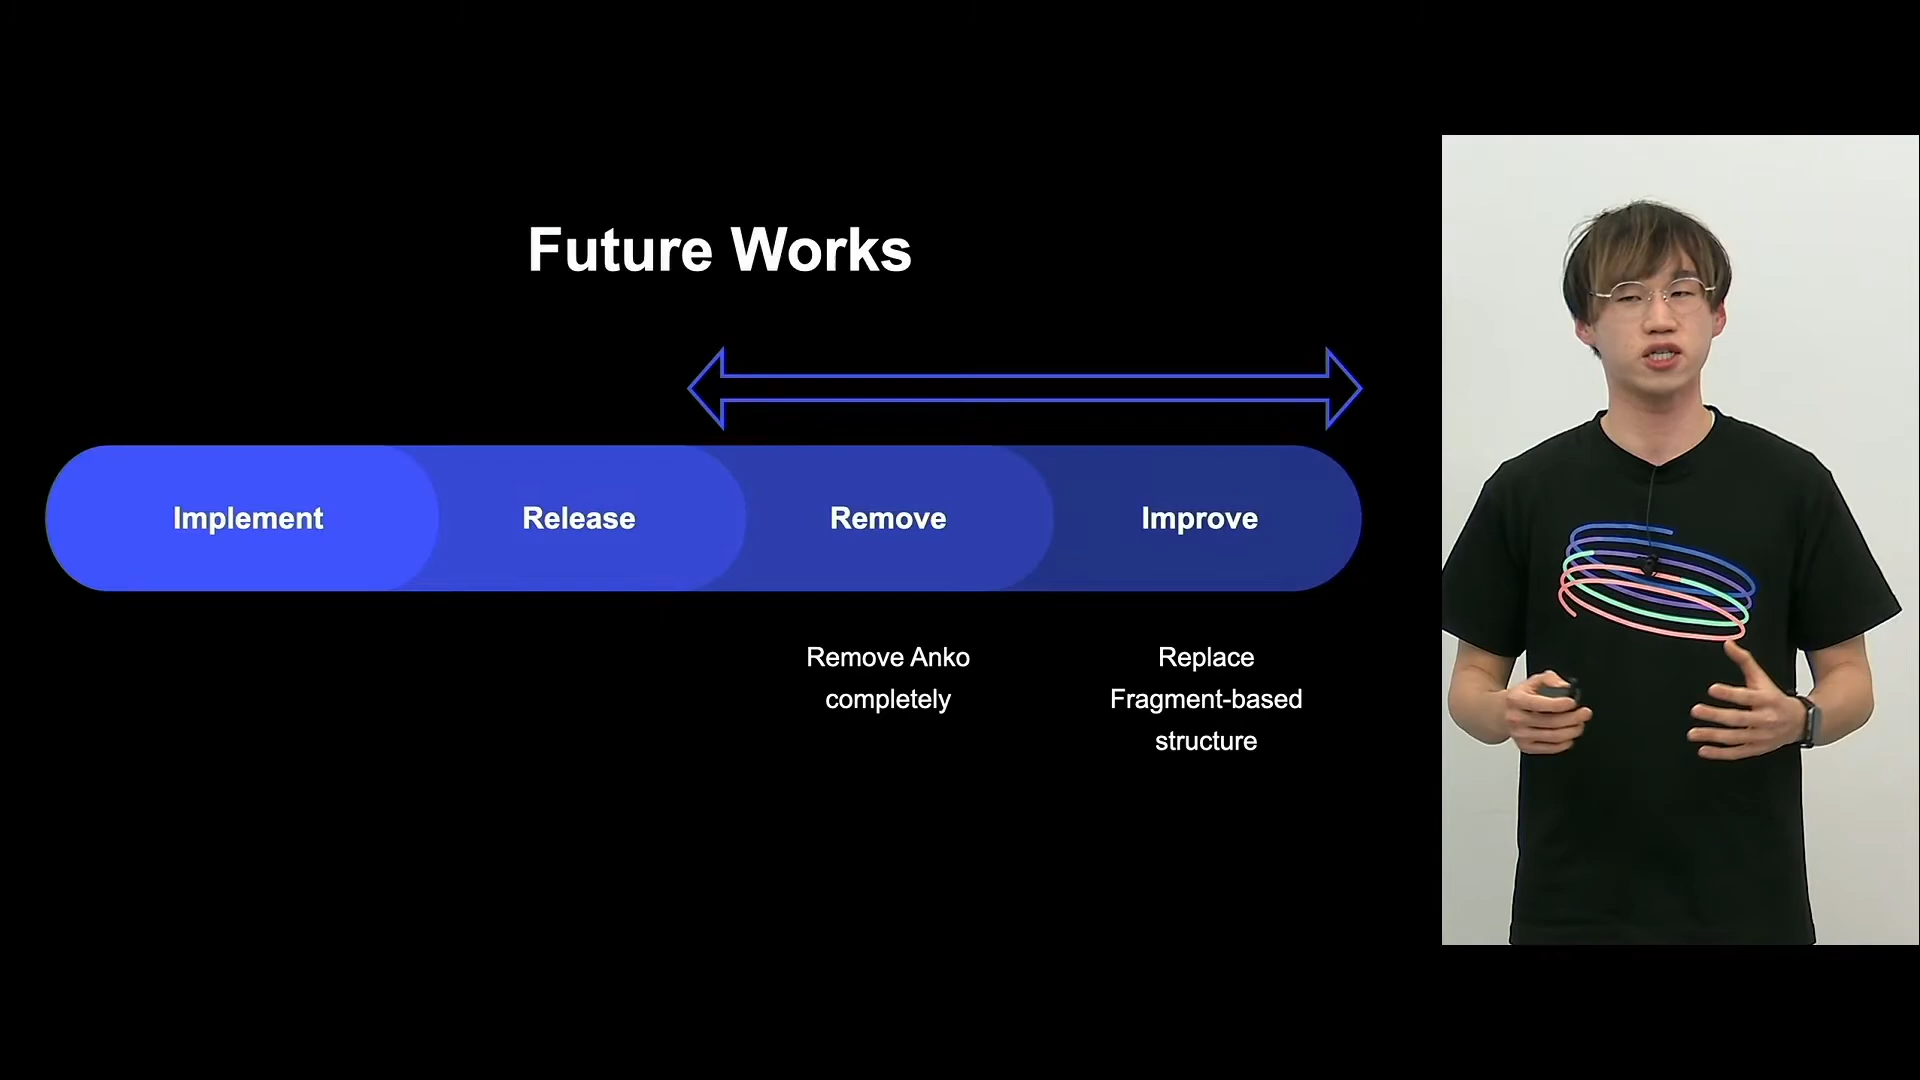 Future Works
Implement
Release
Remove
Improve
Remove Anko
completely
Replace
Fragment-based
structure